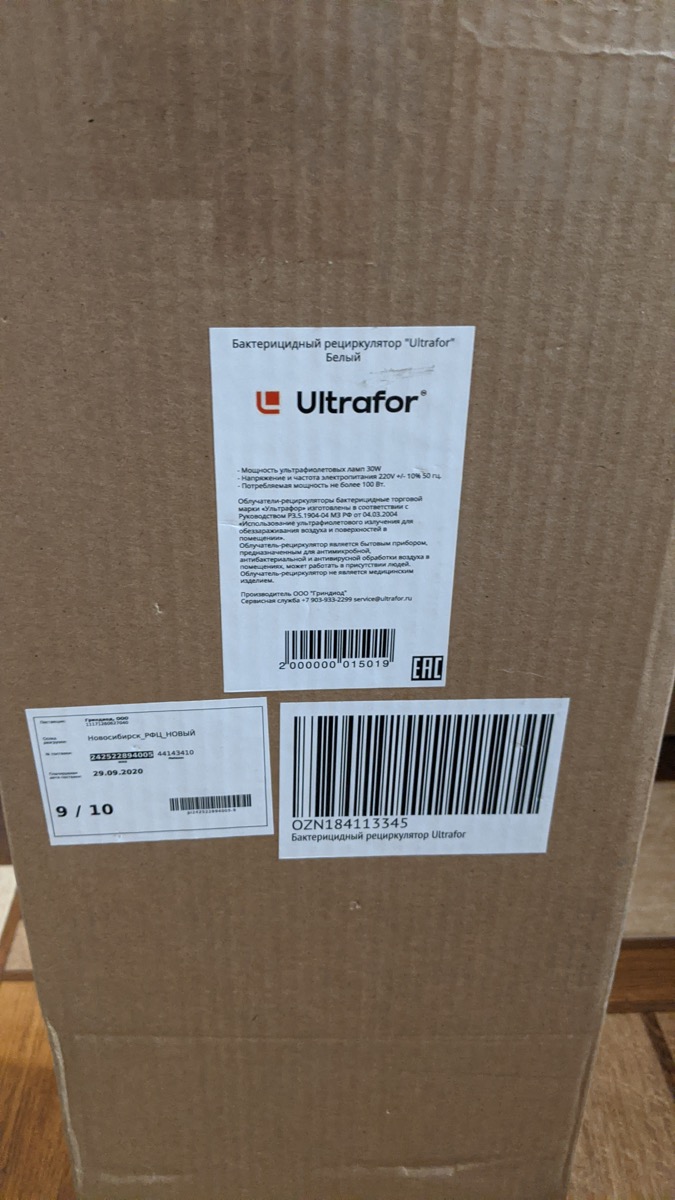 Бактерицидный рециркулятор "Ultrafor"
Белый
Ultrafor®
- Мощность ультрафиолетовых ламп 30W
- Напряжение и частота электропитания 220V +/- 10% 50 гц.
- Потребляемая мощность не более 100 Вт.
Облучатели-рециркуляторы бактерицидные торговой
марки «Ультрафор» изготовлены в соответствии с
Руководством Р3.5.1904-04 МЗ РФ от 04.03.2004
«Использование ультрафиолетового излучения для
обеззараживания воздуха и поверхностей в
помещении».
Облучатель-рециркулятор является бытовым прибором,
предназначенным для антимикробной,
антибактериальной и антивирусной обработки воздуха в
помещениях, может работать в присутствии людей.
Облучатель-рециркулятор не является медицинским
изделием.
Производитель ООО "Гриндиод"
Сервисная служба +7 903-933-2299 service@ultrafor.ru
2 000000 015019
EAC
Поставщик: Гриндиод, ООО
Новосибирск_РФЦ_НОВЫЙ
242522894005 44143410
29.09.2020
9 / 10
OZN184113345
Бактерицидный рециркулятор Ultrafor